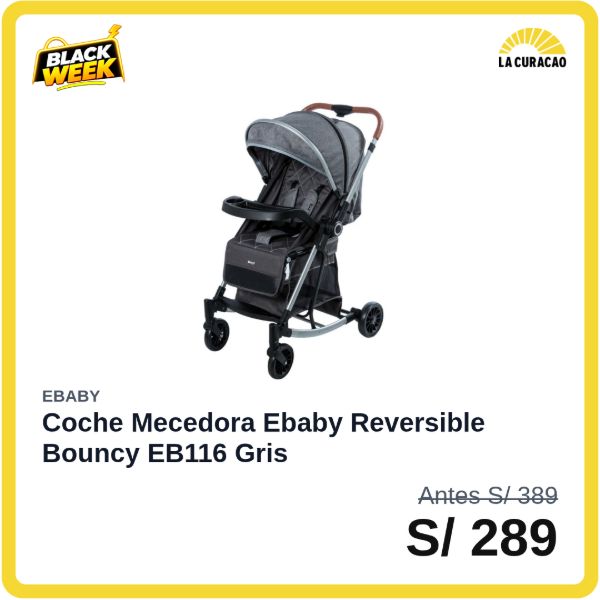 BLACK
WEEK
LA CURACAO
EBABY
Coche Mecedora Ebaby Reversible
Bouncy EB116 Gris
Antes S/ 389
S/ 289